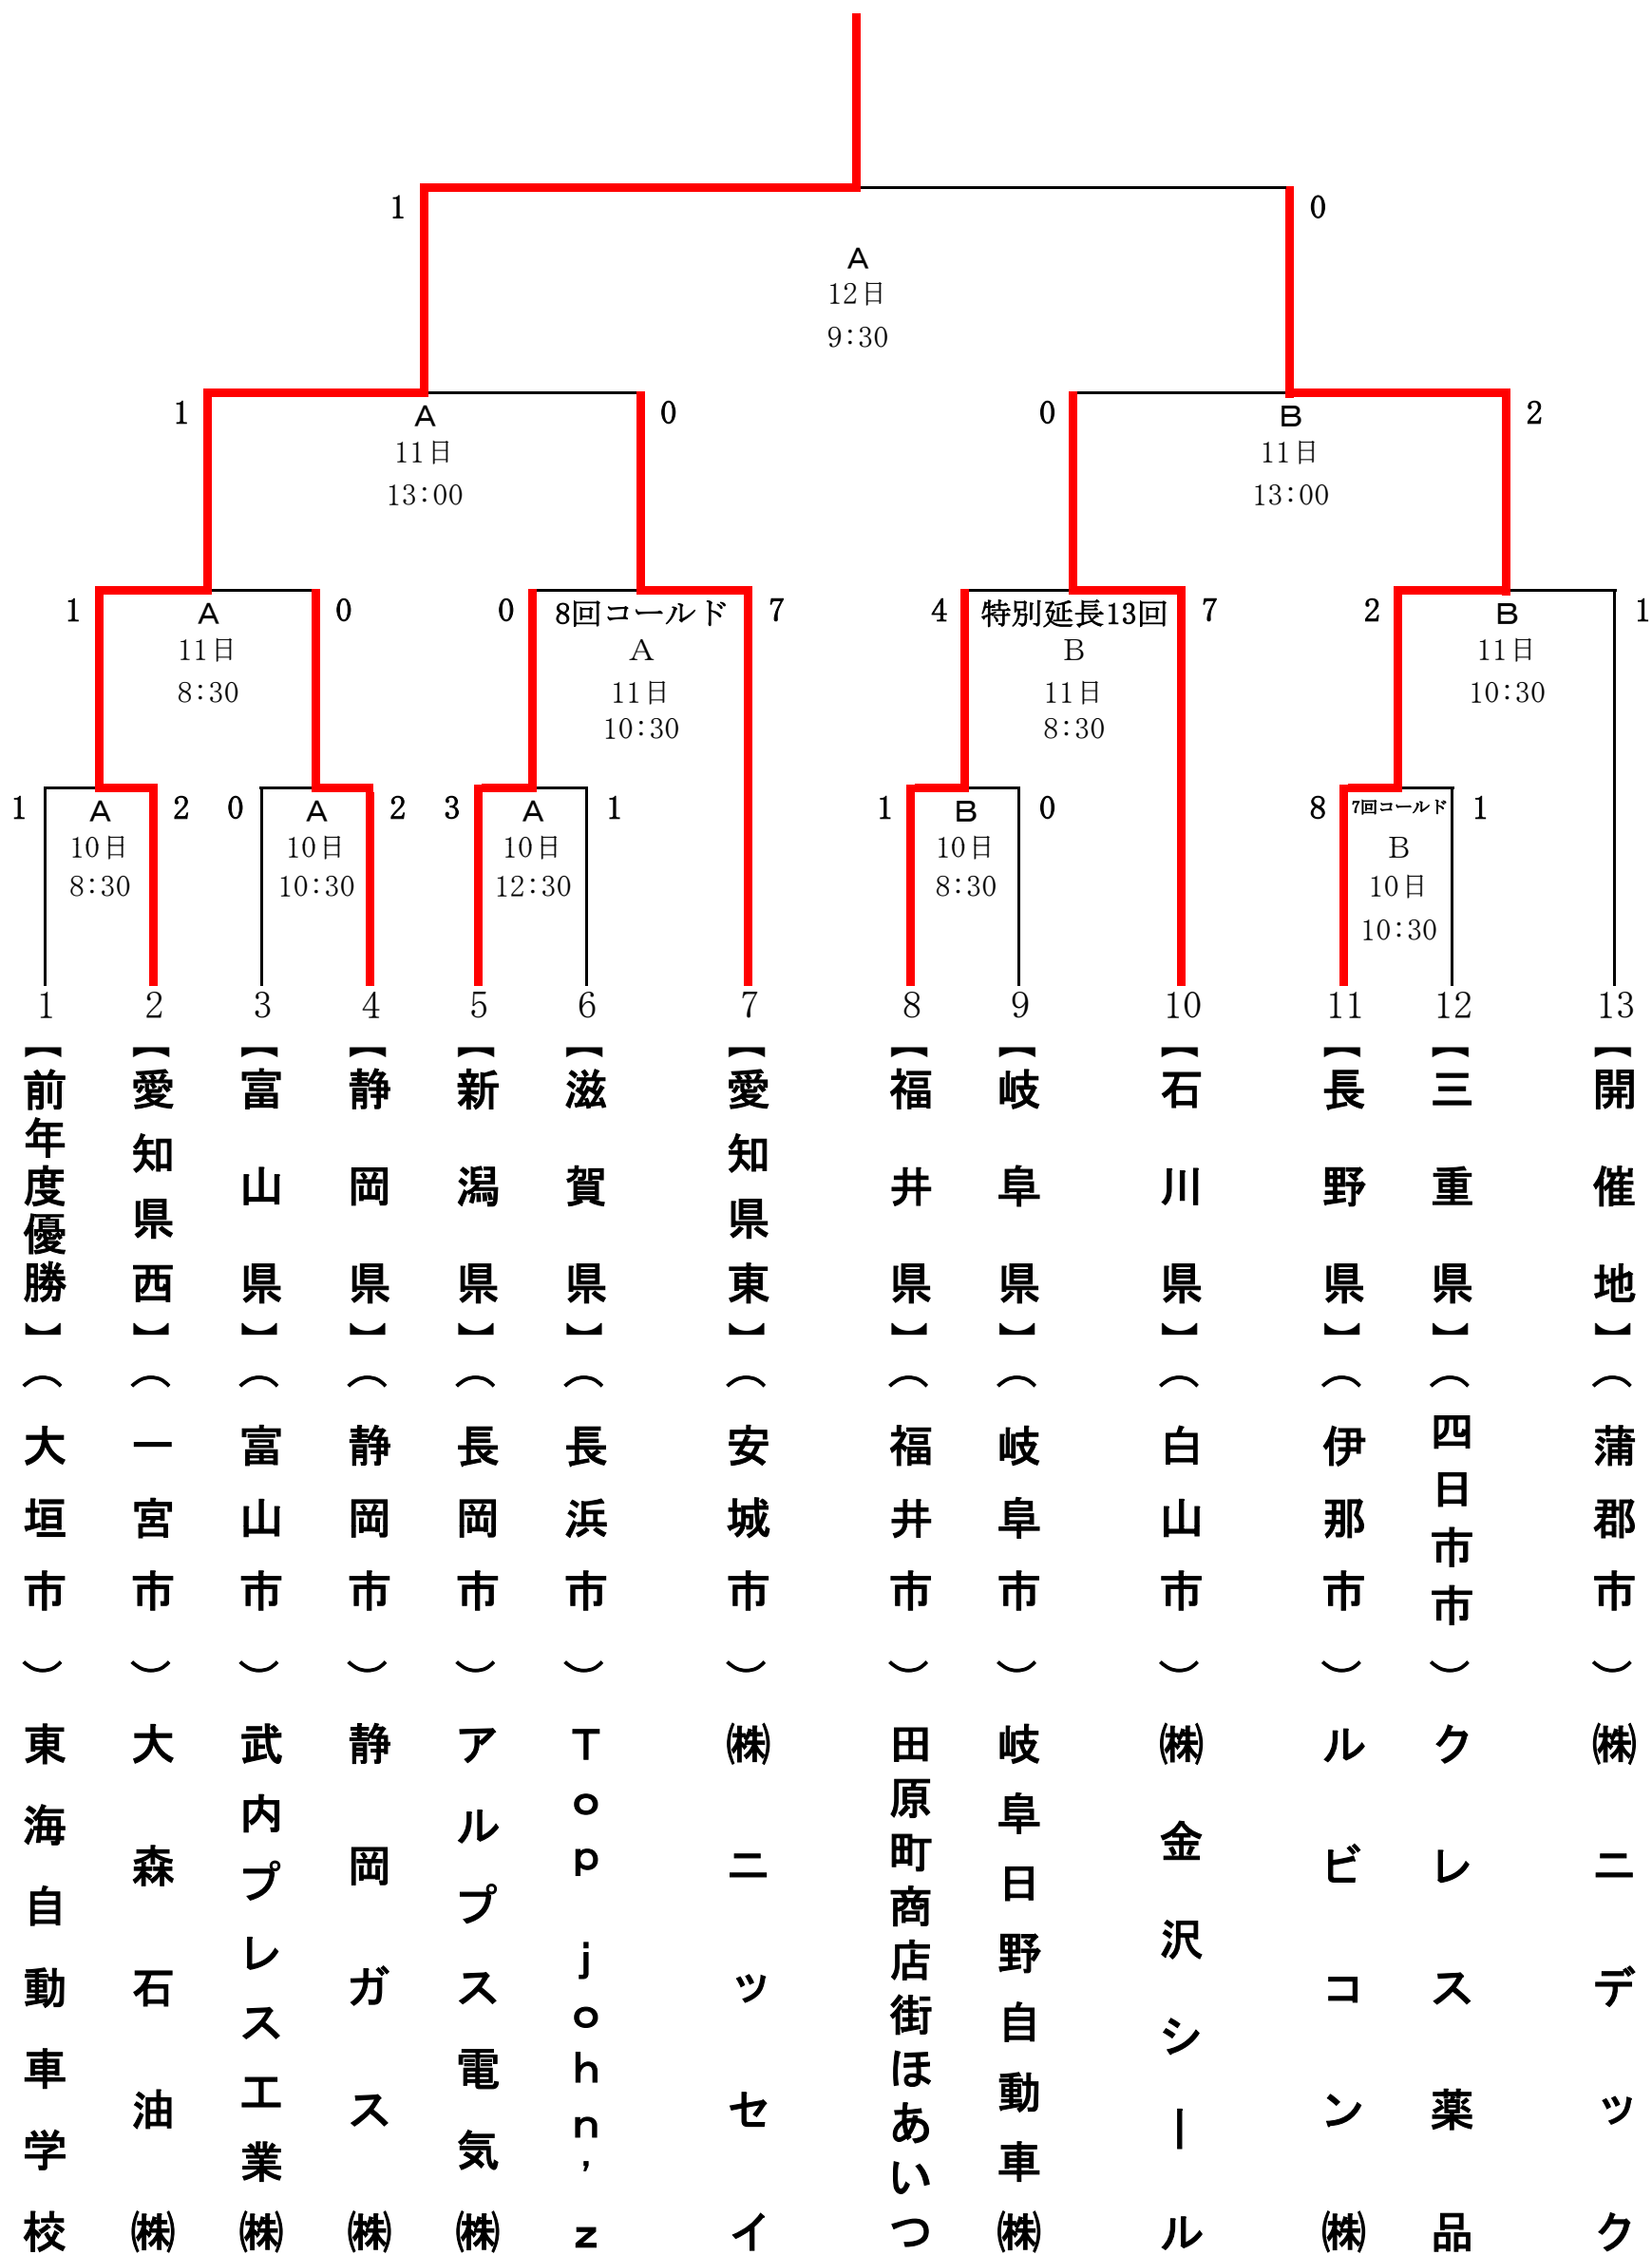 1 0
A
12日
9:30
1 0 0 2
A B
11日 11日
13:00 13:00
1 0 0 8回コールド 7 4 特別延長13回 7 2 1
A A B B
11日 11日 11日 11日
8:30 10:30 8:30 10:30
1 2 0 2 3 1 1 0 8 7回コールド 1
A A A B B
10日 10日 10日 10日 10日
8:30 10:30 12:30 8:30 10:30
1 2 3 4 5 6 7 8 9 10 11 12 13
【前年度優勝】(大垣市)東海自動車学校
【愛知県西】(一宮市)大森石油㈱
【富山県】(富山市)武内プレス工業㈱
【静岡県】(静岡市)静岡ガス㈱
【新潟県】(長岡市)アルプス電気㈱
【滋賀県】(長浜市)Top john’z
【愛知県東】(安城市)㈱ニッセイ
【福井県】(福井市)田原町商店街ほあいつ
【岐阜県】(岐阜市)岐阜日野自動車㈱
【石川県】(白山市)㈱金沢シール
【長野県】(伊那市)ルビコン㈱
【三重県】(四日市市)クレス薬品
【開催地】(蒲郡市)㈱ニデック